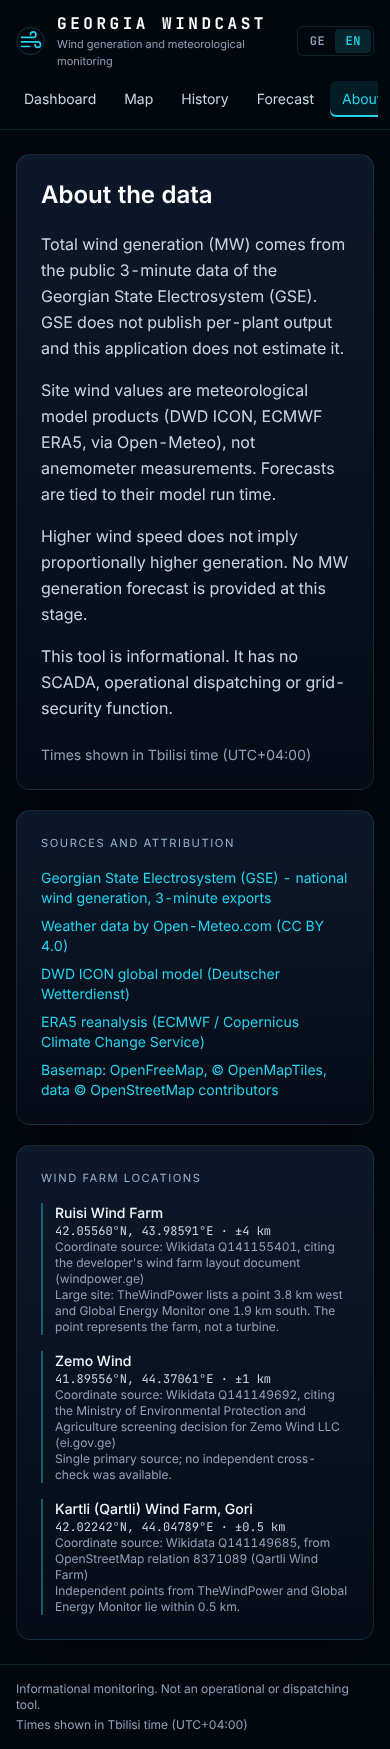 GEORGIA WINDCAST
Wind generation and meteorological
monitoring
GE EN
Dashboard Map History Forecast
About the data
Total wind generation (MW) comes from
the public 3-minute data of the
Georgian State Electrosystem (GSE).
GSE does not publish per-plant output
and this application does not estimate it.
Site wind values are meteorological
model products (DWD ICON, ECMWF
ERA5, via Open-Meteo), not
anemometer measurements. Forecasts
are tied to their model run time.
Higher wind speed does not imply
proportionally higher generation. No MW
generation forecast is provided at this
stage.
This tool is informational. It has no
SCADA, operational dispatching or grid-
security function.
Times shown in Tbilisi time (UTC+04:00)
SOURCES AND ATTRIBUTION
Georgian State Electrosystem (GSE) - national
wind generation, 3-minute exports
Weather data by Open-Meteo.com (CC BY
4.0)
DWD ICON global model (Deutscher
Wetterdienst)
ERA5 reanalysis (ECMWF / Copernicus
Climate Change Service)
Basemap: OpenFreeMap, © OpenMapTiles,
data © OpenStreetMap contributors
WIND FARM LOCATIONS
Ruisi Wind Farm
42.05560°N, 43.98591°E · ±4 km
Coordinate source: Wikidata Q141155401, citing
the developer's wind farm layout document
(windpower.ge)
Large site: TheWindPower lists a point 3.8 km west
and Global Energy Monitor one 1.9 km south. The
point represents the farm, not a turbine.
Zemo Wind
41.89556°N, 44.37061°E · ±1 km
Coordinate source: Wikidata Q141149692, citing
the Ministry of Environmental Protection and
Agriculture screening decision for Zemo Wind LLC
(ei.gov.ge)
Single primary source; no independent cross-
check was available.
Kartli (Qartli) Wind Farm, Gori
42.02242°N, 44.04789°E · ±0.5 km
Coordinate source: Wikidata Q141149685, from
OpenStreetMap relation 8371089 (Qartli Wind
Farm)
Independent points from TheWindPower and Global
Energy Monitor lie within 0.5 km.
Informational monitoring. Not an operational or dispatching
tool.
Times shown in Tbilisi time (UTC+04:00)